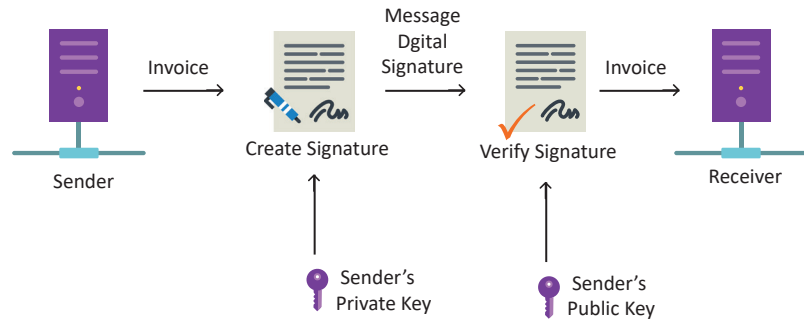 Invoice
Message
Dgital
Signature
Invoice
Create Signature
Verify Signature
Sender
Receiver
Sender's
Private Key
Sender's
Public Key